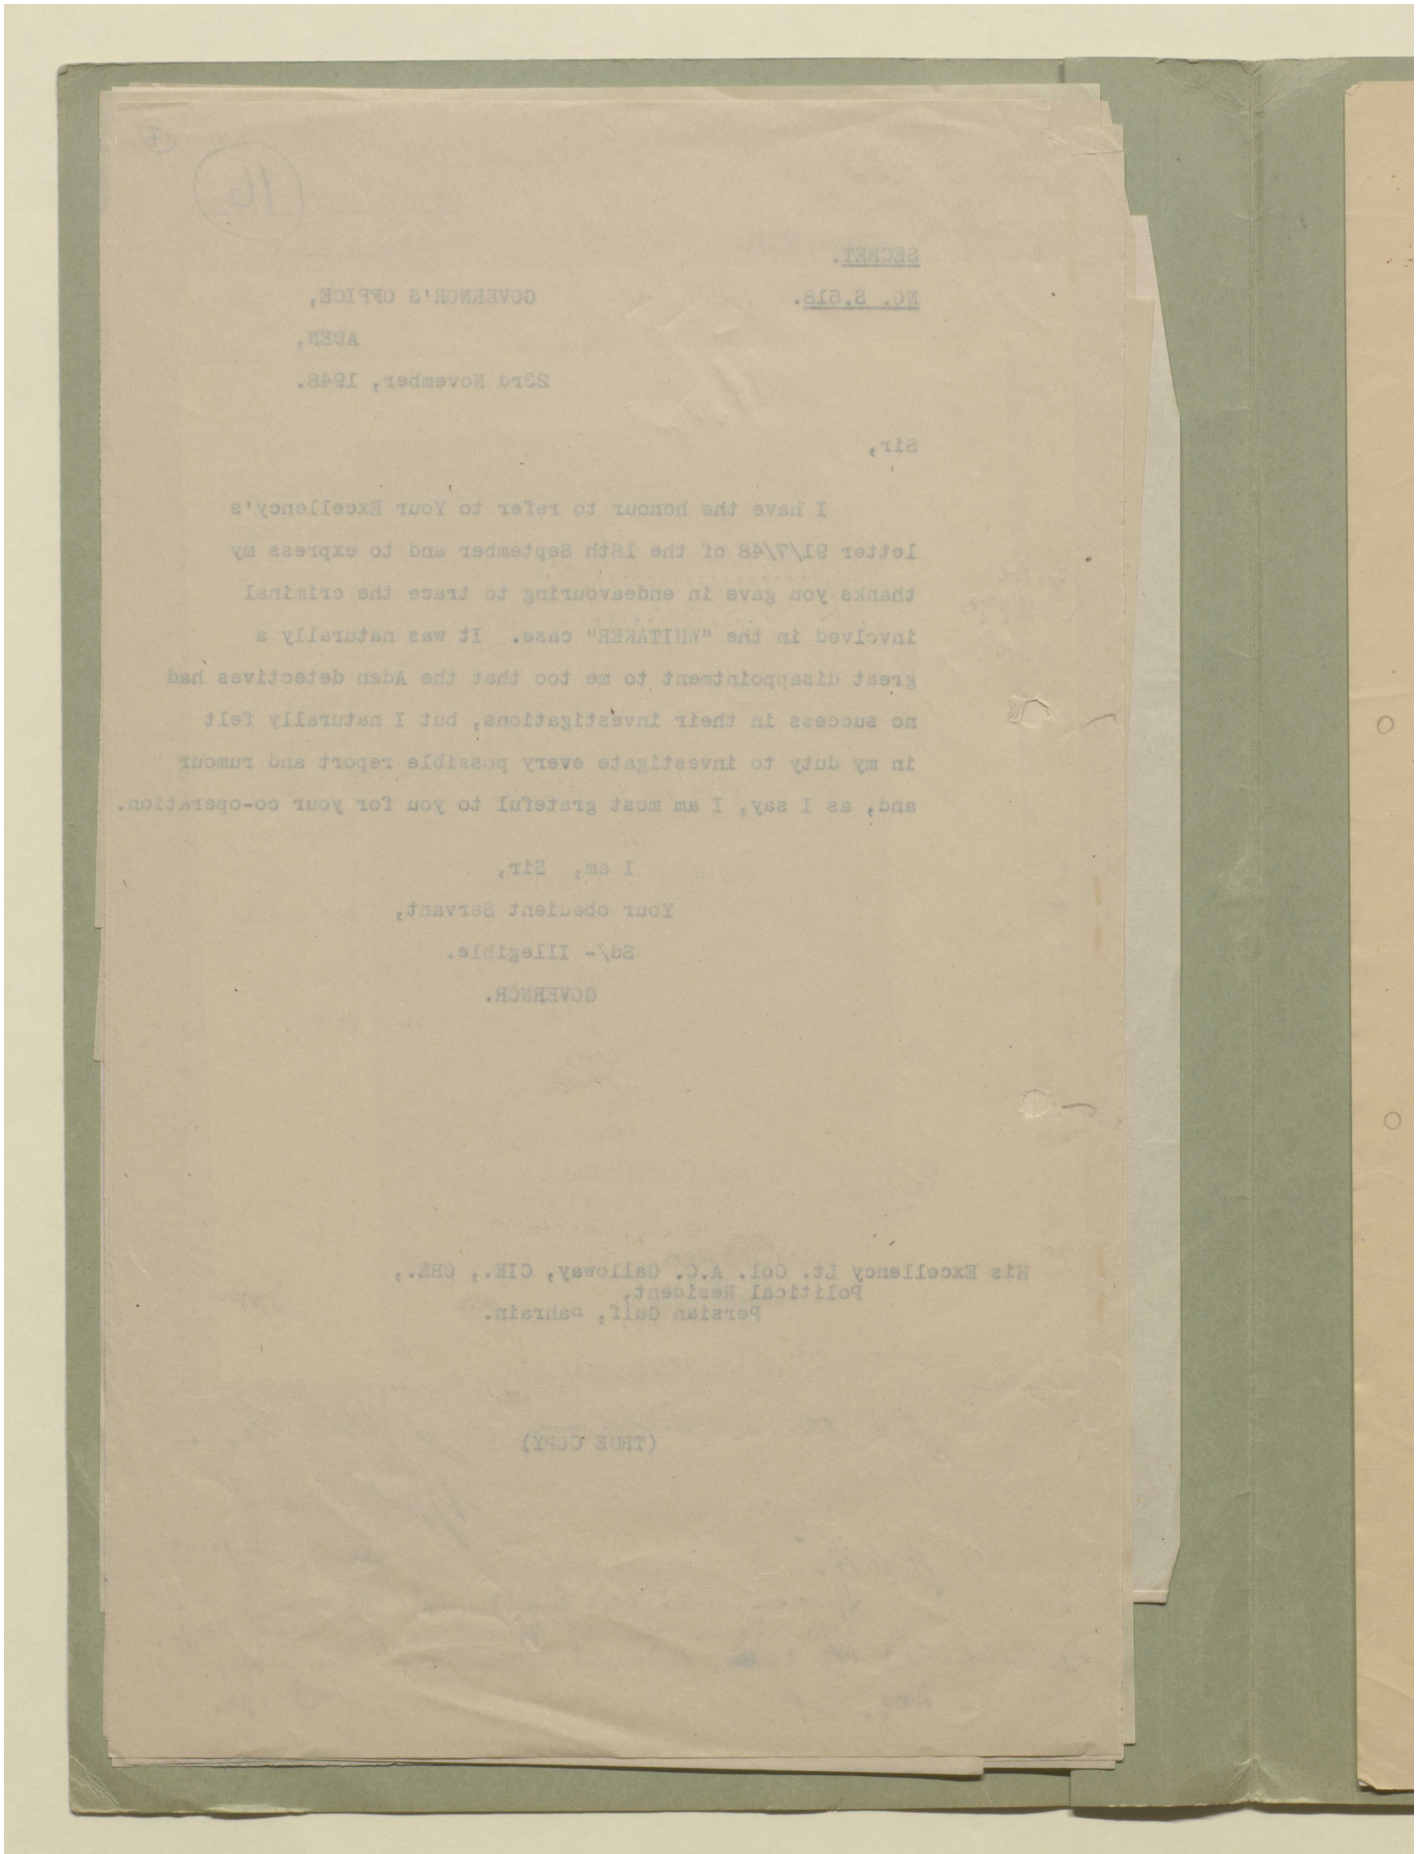 16
SECRET.
NO. S.518.
GOVERNOR'S OFFICE,
ADEN,
23rd November, 1948.
Sir,
I have the honour to refer to Your Excellency's
letter 91/7/48 of the 18th September and to express my
thanks you gave in endeavouring to trace the criminal
involved in the "WHITAKER" case. It was naturally a
great disappointment to me too that the Aden detectives had
no success in their investigations, but I naturally felt
in my duty to investigate every possible report and rumour
and, as I say, I am most grateful to you for your co-operation.
I am, Sir,
Your obedient Servant,
Sd/- Illegible.
GOVERNOR.
His Excellency Lt. Col. A.C. Galloway, CIE., CBE.,
Political Resident,
Persian Gulf, Bahrain.
(TRUE COPY)